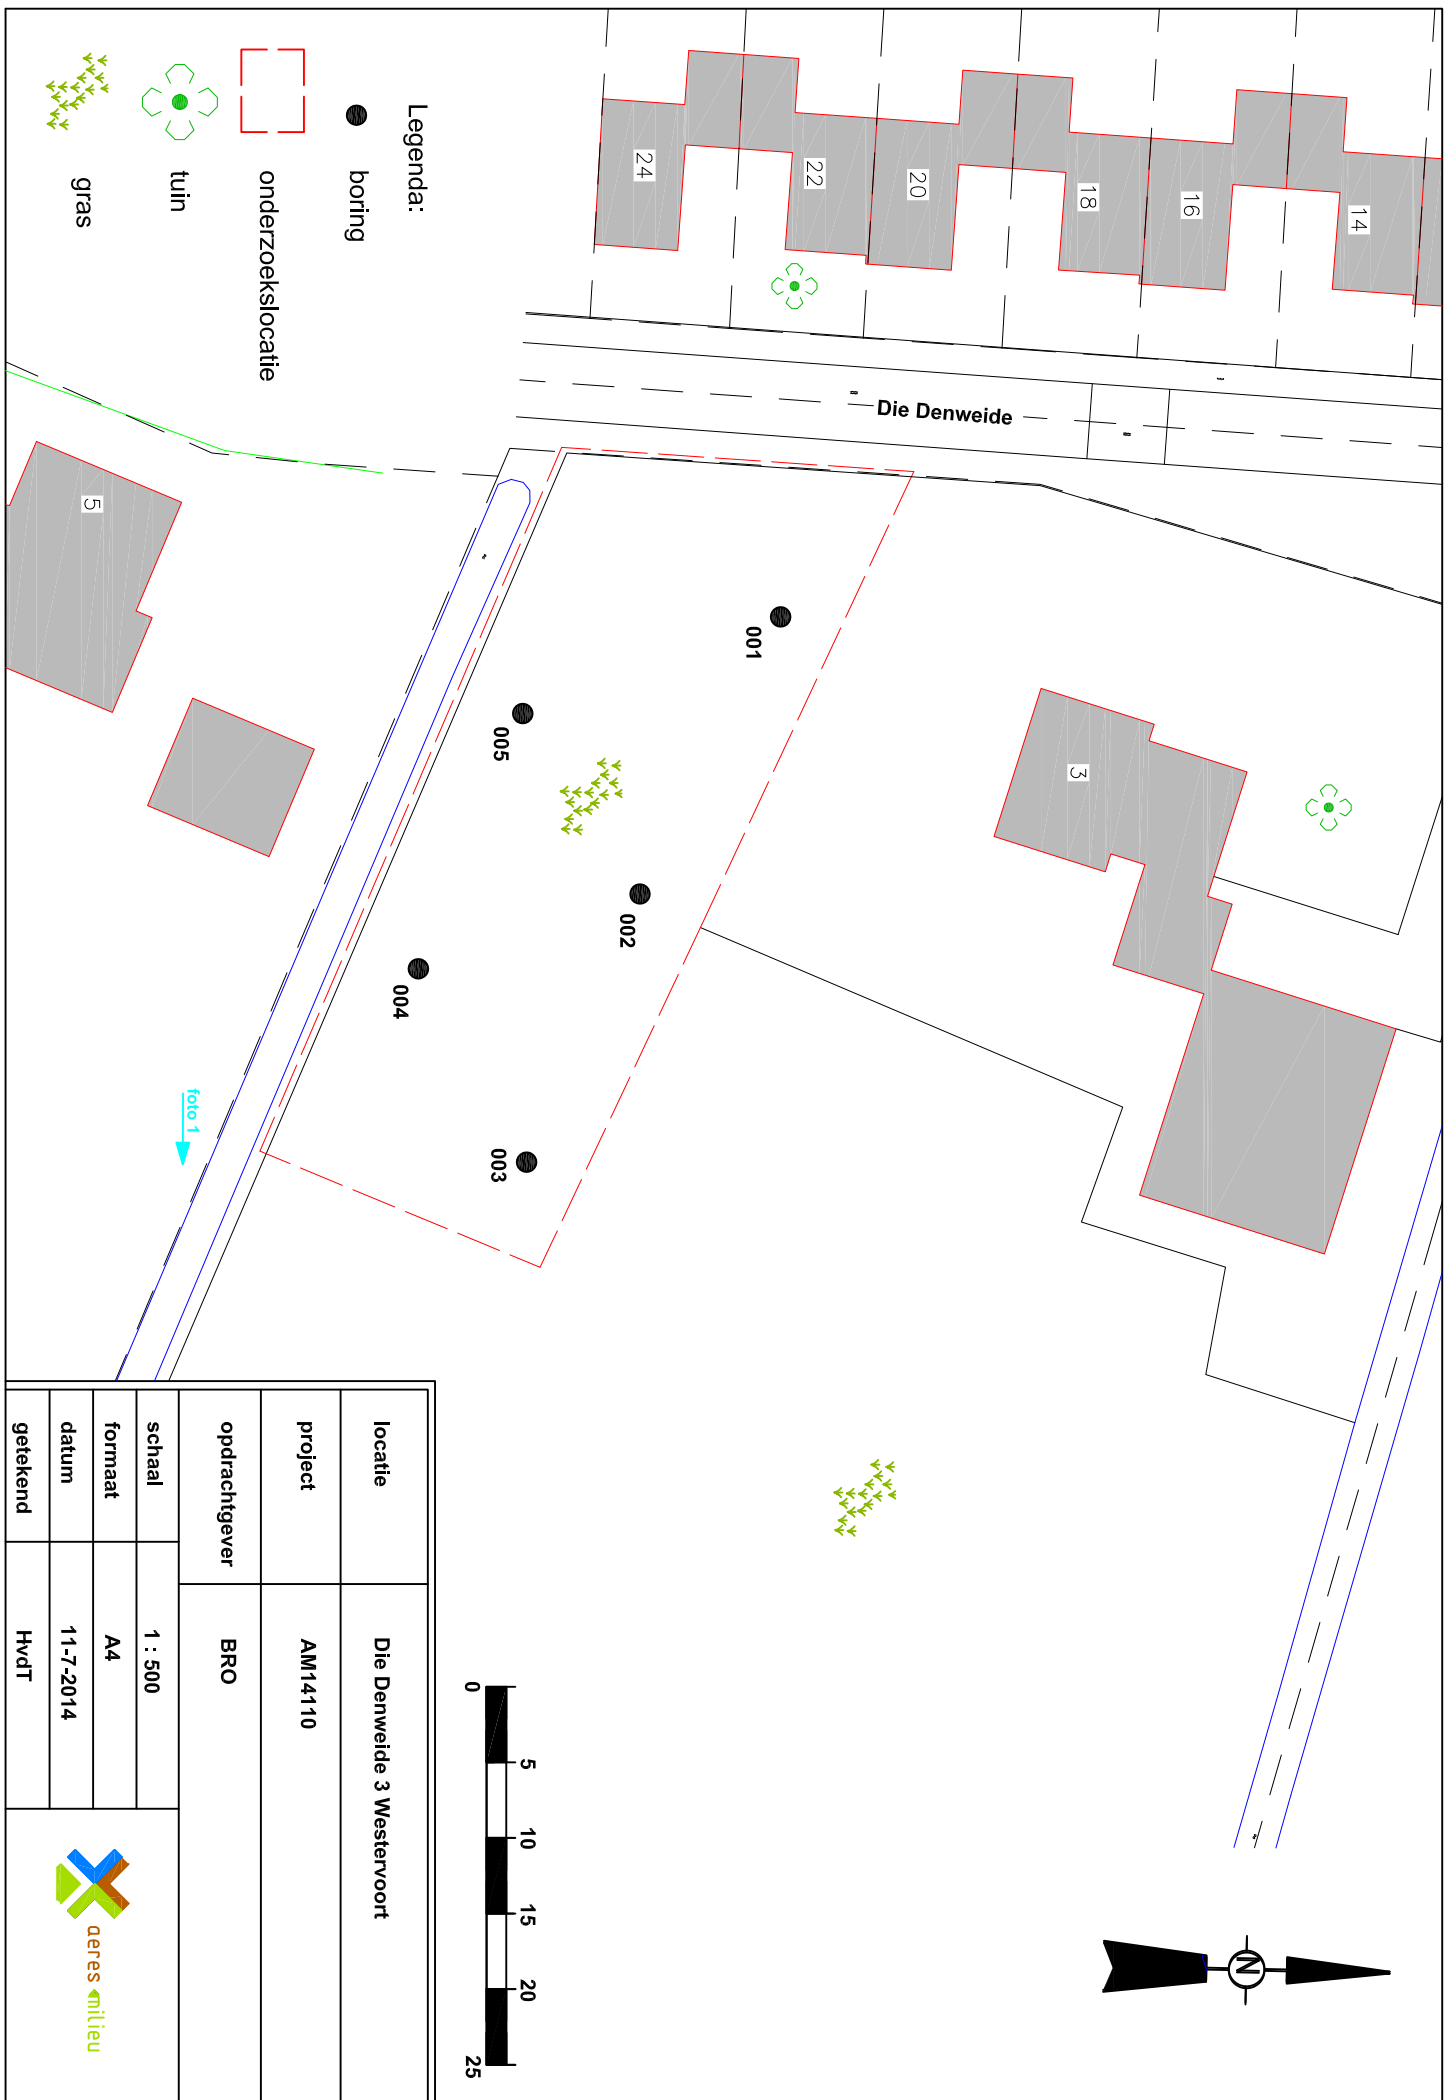 14
16
18
20
22
24
Die Denweide
3
5
001
005
002
004
003
foto 1
Legenda:
boring
onderzoekslocatie
tuin
gras
N
0 5 10 15 20 25
locatie Die Denweide 3 Westervoort
project AM14110
opdrachtgever BRO
schaal 1 : 500
formaat A4
datum 11-7-2014
getekend HvdT
aeres milieu